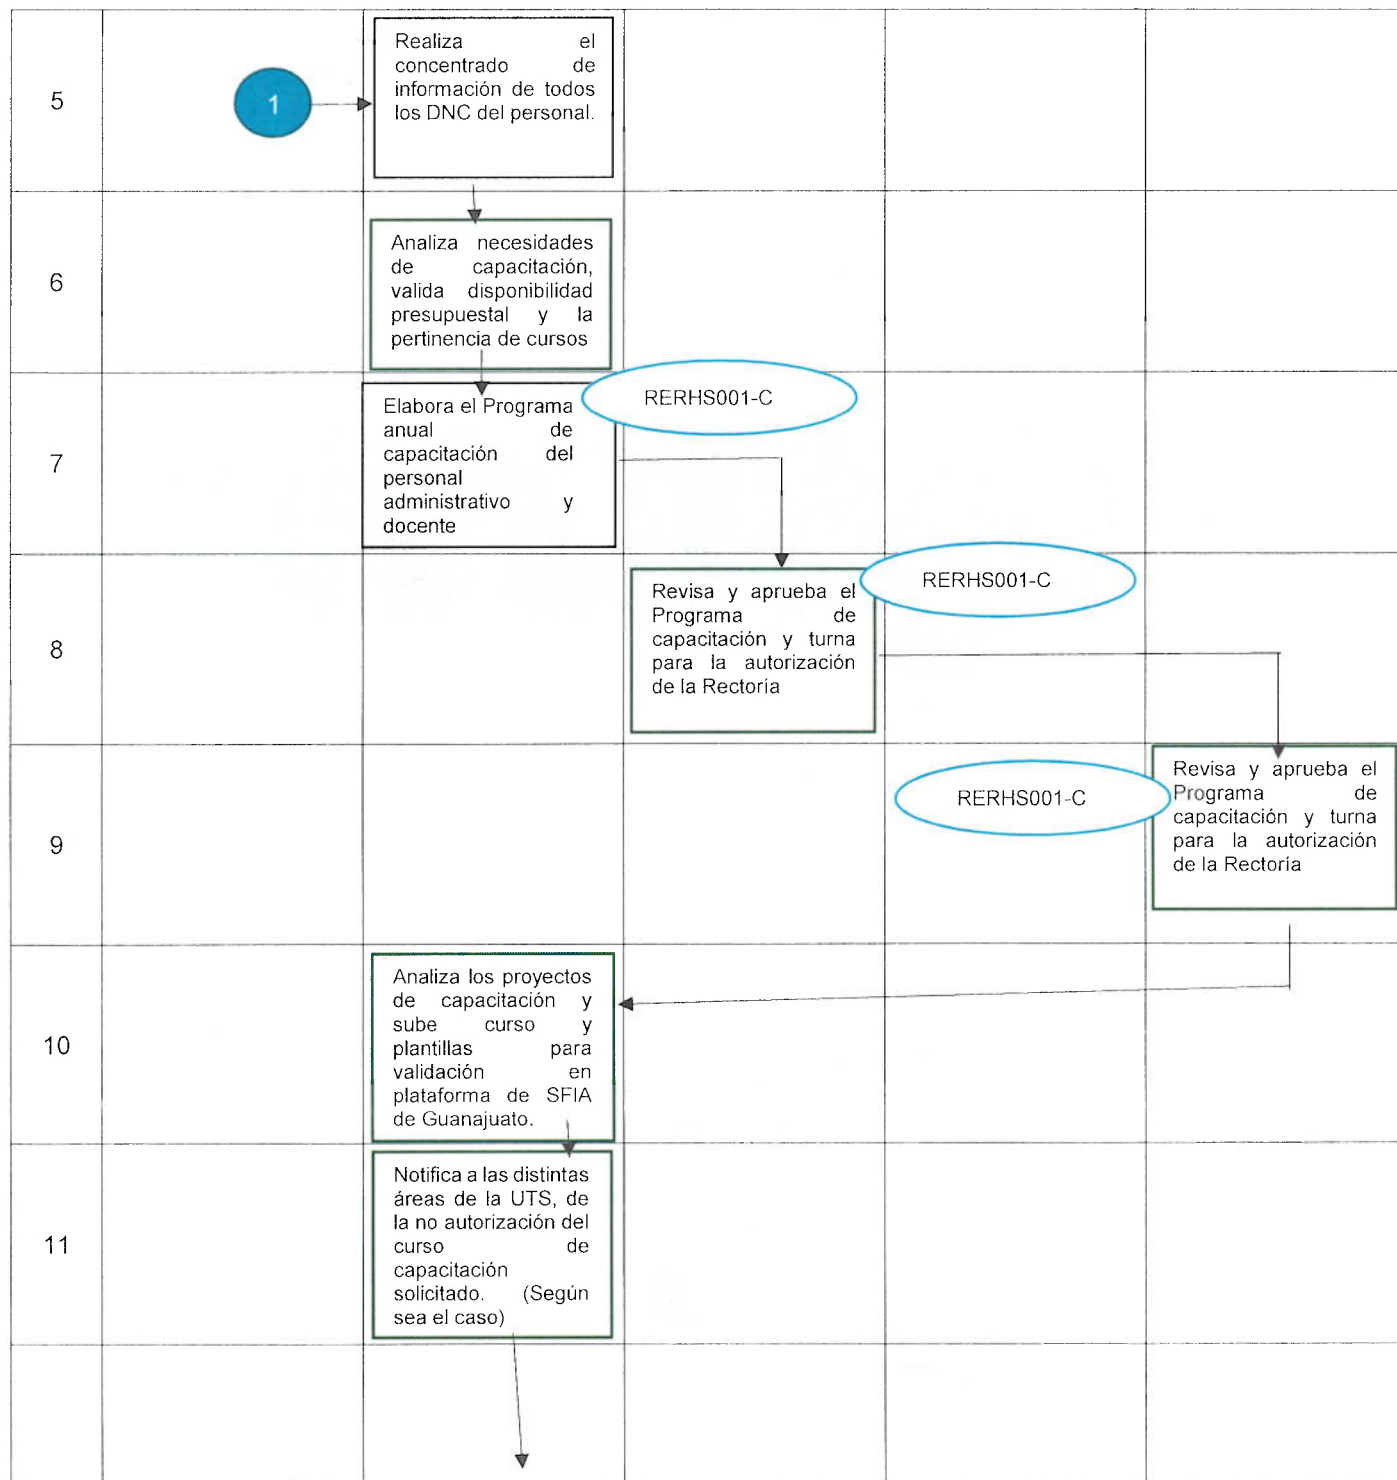 5
1
Realiza el
concentrado de
información de todos
los DNC del personal.
6
Analiza necesidades
de capacitación,
valida disponibilidad
presupuestal y la
pertinencia de cursos
7
Elabora el Programa
anual de
capacitación del
personal
administrativo y
docente
RERHS001-C
8
Revisa y aprueba el
Programa de
capacitación y turna
para la autorización
de la Rectoría
RERHS001-C
9
RERHS001-C
Revisa y aprueba el
Programa de
capacitación y turna
para la autorización
de la Rectoría
10
Analiza los proyectos
de capacitación y
sube curso y
plantillas para
validación en
plataforma de SFIA
de Guanajuato.
11
Notifica a las distintas
áreas de la UTS, de
la no autorización del
curso de
capacitación
solicitado. (Según
sea el caso)